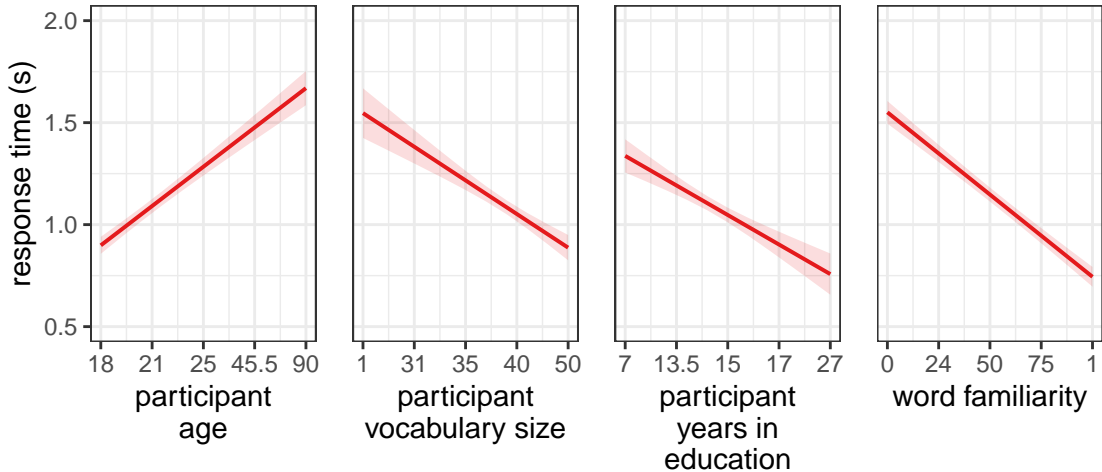 response time (s)
2.0
1.5
1.0
0.5
18 21 25 45.5 90
participant
age
1 31 35 40 50
participant
vocabulary size
7 13.5 15 17 27
participant
years in
education
0 24 50 75 1
word familiarity